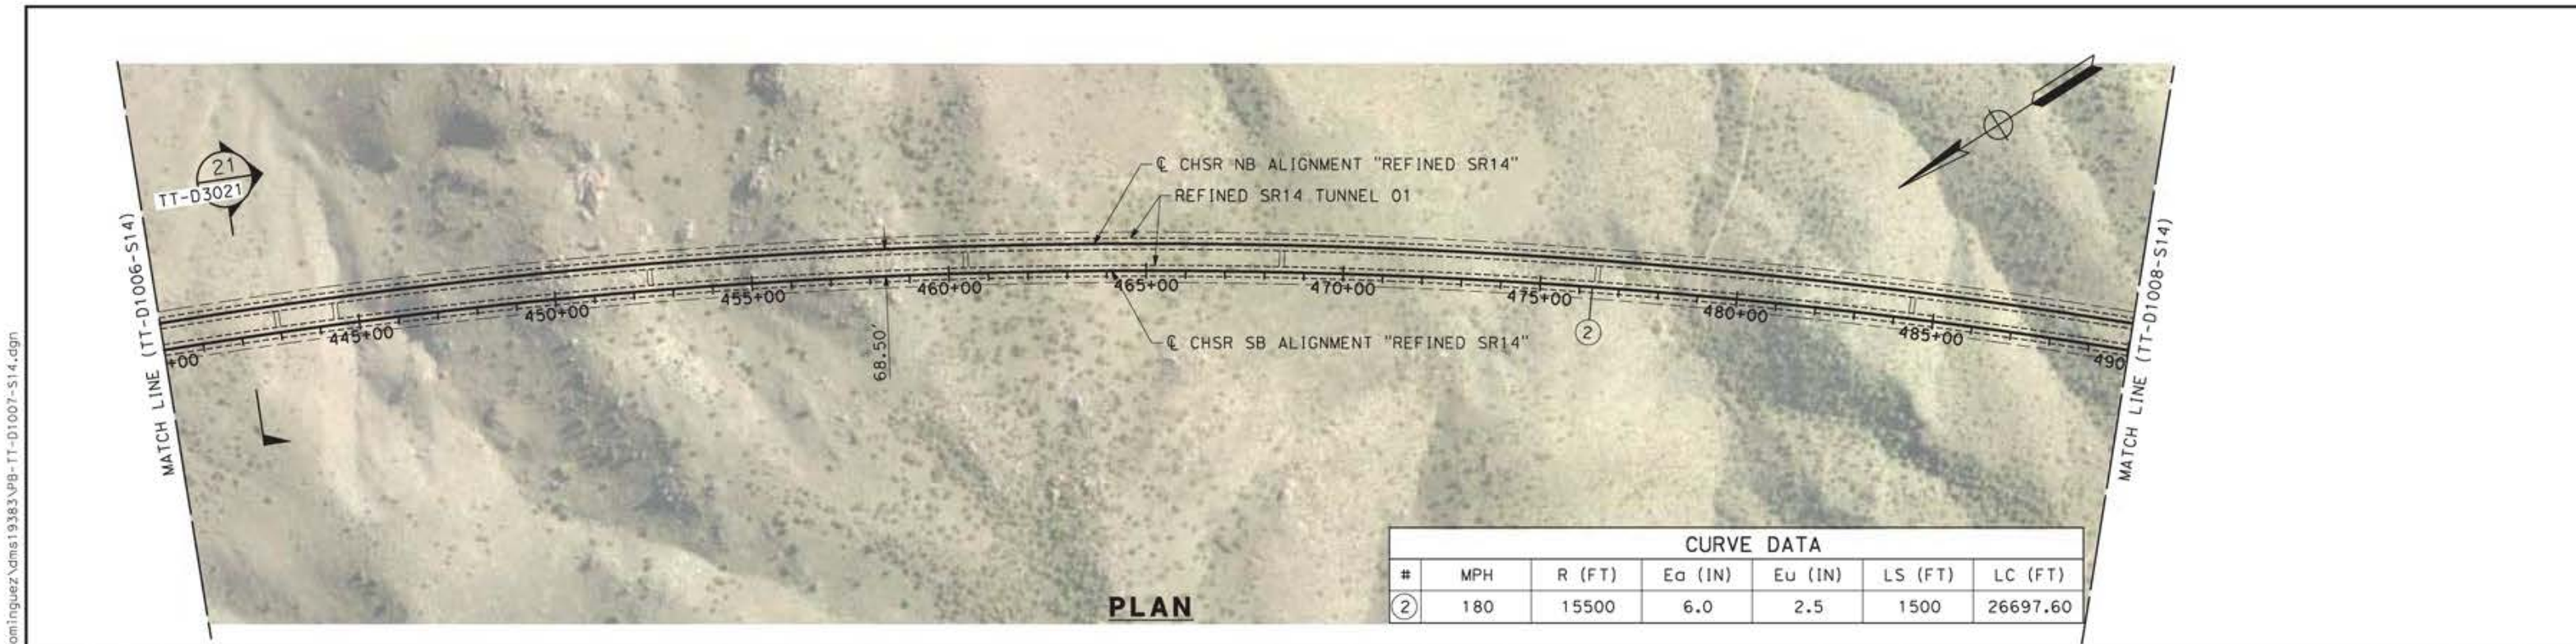 21
TT-D3021
MATCH LINE (TT-D1006-S14)
℄ CHSR NB ALIGNMENT "REFINED SR14"
REFINED SR14 TUNNEL 01
+00
445+00
450+00
455+00
460+00
465+00
470+00
475+00
480+00
485+00
490
68.50'
2
℄ CHSR SB ALIGNMENT "REFINED SR14"
MATCH LINE (TT-D1008-S14)
PLAN
CURVE DATA
# MPH R (FT) Ea (IN) Eu (IN) LS (FT) LC (FT)
2 180 15500 6.0 2.5 1500 26697.60
ominguez\dms19383\PB-TT-D1007-S14.dgn